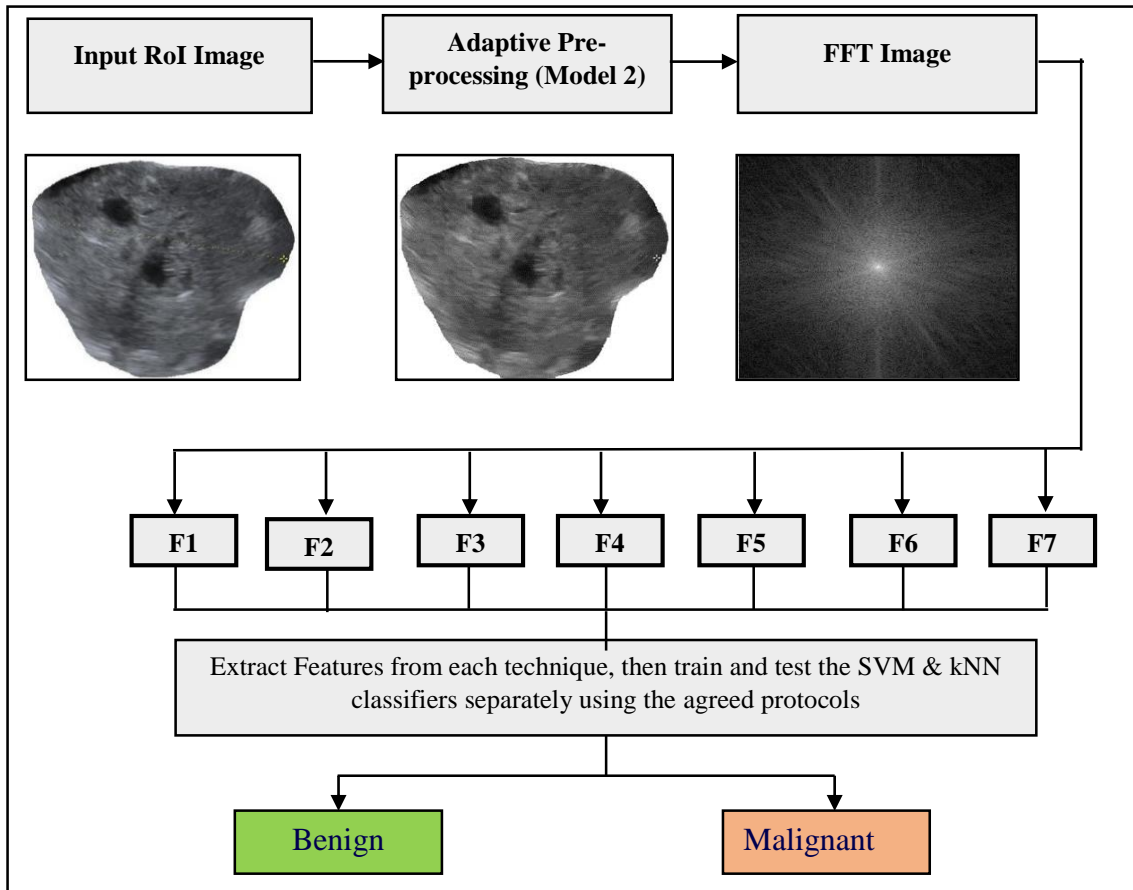 Input RoI Image
Adaptive Pre-
processing (Model 2)
FFT Image
F1
F2
F3
F4
F5
F6
F7
Extract Features from each technique, then train and test the SVM & kNN
classifiers separately using the agreed protocols
Benign
Malignant